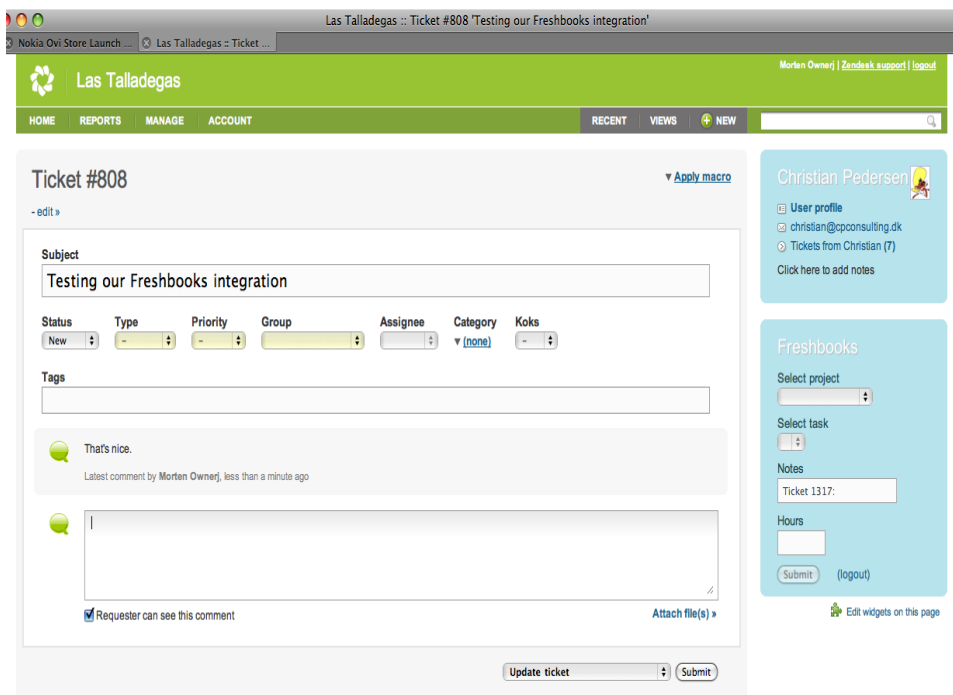 Las Talladegas :: Ticket #808 'Testing our Freshbooks integration'
Nokia Ovi Store Launch ... Las Talladegas :: Ticket ...
Morten Ownerj | Zendesk support | logout
Las Talladegas
HOME REPORTS MANAGE ACCOUNT RECENT VIEWS NEW
Ticket #808
Apply macro
- edit »
Subject
Testing our Freshbooks integration
Status Type Priority Group Assignee Category Koks
New - - (none) -
Tags
That's nice.
Latest comment by Morten Ownerj, less than a minute ago
Requester can see this comment
Attach file(s) »
Update ticket Submit
Christian Pedersen
User profile
christian@cpconsulting.dk
Tickets from Christian (7)
Click here to add notes
Freshbooks
Select project
Select task
Notes
Ticket 1317:
Hours
Submit (logout)
Edit widgets on this page